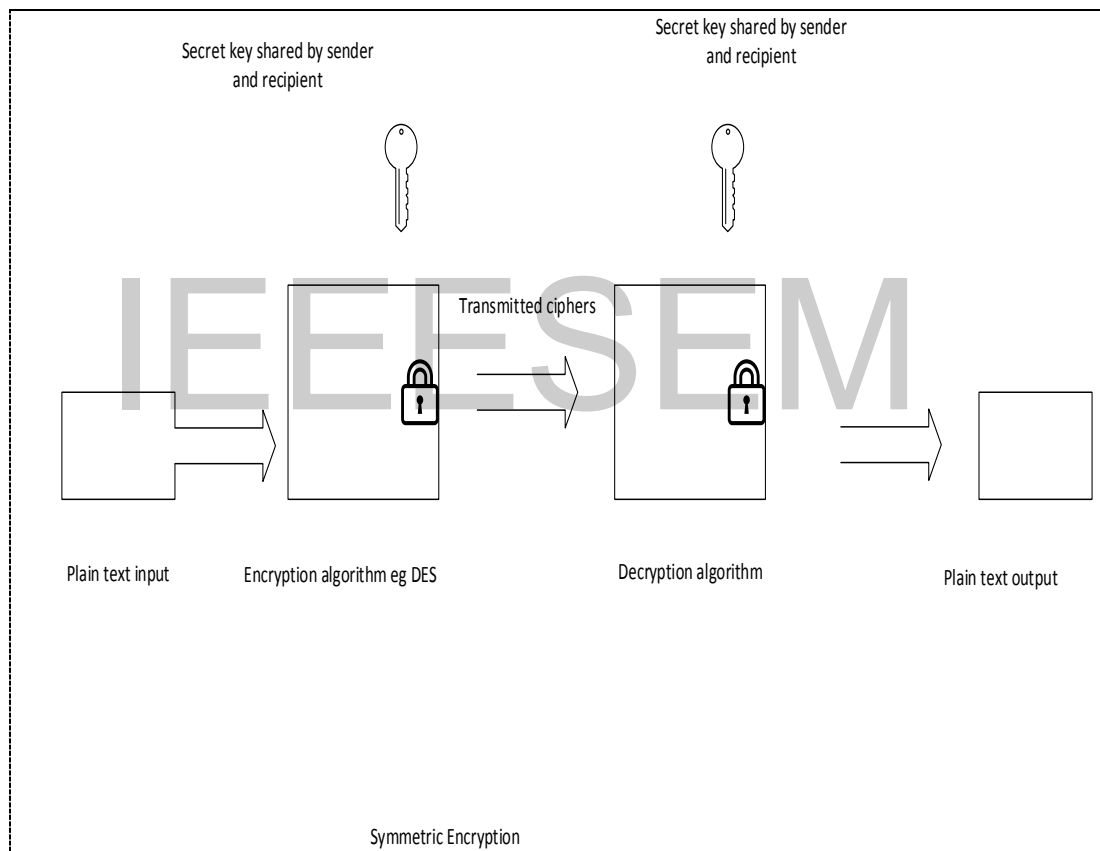 Secret key shared by sender
and recipient
Secret key shared by sender
and recipient
IEEESEM
Transmitted ciphers
Plain text input
Encryption algorithm eg DES
Decryption algorithm
Plain text output
Symmetric Encryption